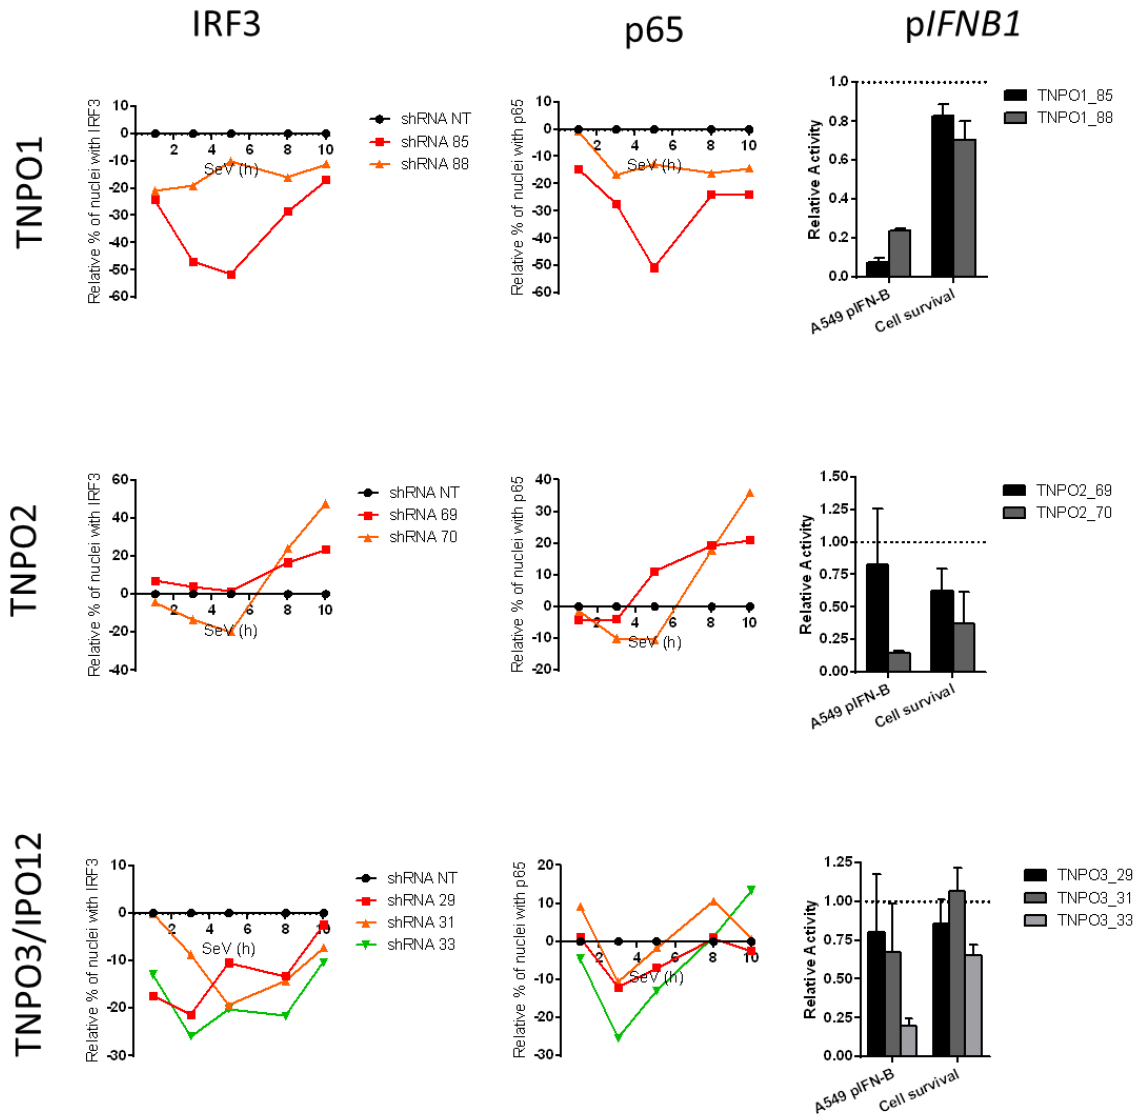 IRF3
p65
pIFNB1
TNPO1
Relative % of nuclei with IRF3
10
0
-10
-20
-30
-40
-50
-60
2 4 6 8 10
SeV (h)
shRNA NT
shRNA 85
shRNA 88
Relative % of nuclei with p65
10
0
-10
-20
-30
-40
-50
-60
2 4 6 8 10
SeV (h)
Relative Activity
1.0
0.8
0.6
0.4
0.2
0.0
A549 pIFN-B
Cell survival
TNPO1_85
TNPO1_88
TNPO2
Relative % of nuclei with IRF3
60
40
20
0
-20
-40
2 4 6 8 10
SeV (h)
shRNA NT
shRNA 69
shRNA 70
Relative % of nuclei with p65
40
30
20
10
0
-10
-20
2 4 6 8 10
SeV (h)
Relative Activity
1.50
1.25
1.00
0.75
0.50
0.25
0.00
A549 pIFN-B
Cell survival
TNPO2_69
TNPO2_70
TNPO3/IPO12
Relative % of nuclei with IRF3
10
0
-10
-20
-30
2 4 6 8 10
SeV (h)
shRNA NT
shRNA 29
shRNA 31
shRNA 33
Relative % of nuclei with p65
20
10
0
-10
-20
-30
2 4 6 8 10
SeV (h)
Relative Activity
1.25
1.00
0.75
0.50
0.25
0.00
A549 pIFN-B
Cell survival
TNPO3_29
TNPO3_31
TNPO3_33